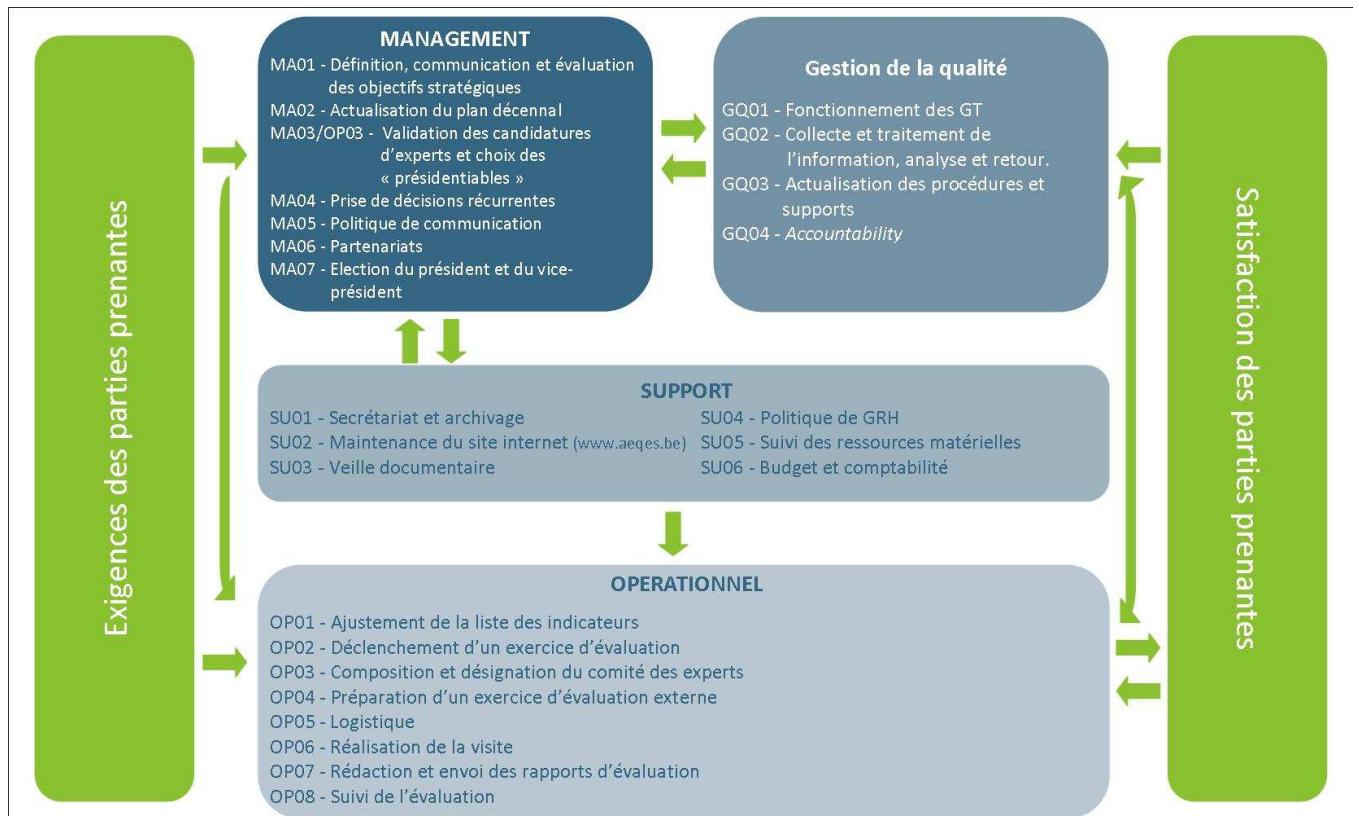 Exigences des parties prenantes
MANAGEMENT
MA01 - Définition, communication et évaluation
des objectifs stratégiques
MA02 - Actualisation du plan décennal
MA03/OP03 - Validation des candidatures
d’experts et choix des
« présidentiables »
MA04 - Prise de décisions récurrentes
MA05 - Politique de communication
MA06 - Partenariats
MA07 - Election du président et du vice-
président
Gestion de la qualité
GQ01 - Fonctionnement des GT
GQ02 - Collecte et traitement de
l’information, analyse et retour.
GQ03 - Actualisation des procédures et
supports
GQ04 - Accountability
SUPPORT
SU01 - Secrétariat et archivage
SU02 - Maintenance du site internet (www.aeqes.be)
SU03 - Veille documentaire
SU04 - Politique de GRH
SU05 - Suivi des ressources matérielles
SU06 - Budget et comptabilité
OPERATIONNEL
OP01 - Ajustement de la liste des indicateurs
OP02 - Déclenchement d’un exercice d’évaluation
OP03 - Composition et désignation du comité des experts
OP04 - Préparation d’un exercice d’évaluation externe
OP05 - Logistique
OP06 - Réalisation de la visite
OP07 - Rédaction et envoi des rapports d’évaluation
OP08 - Suivi de l’évaluation
Satisfaction des parties prenantes